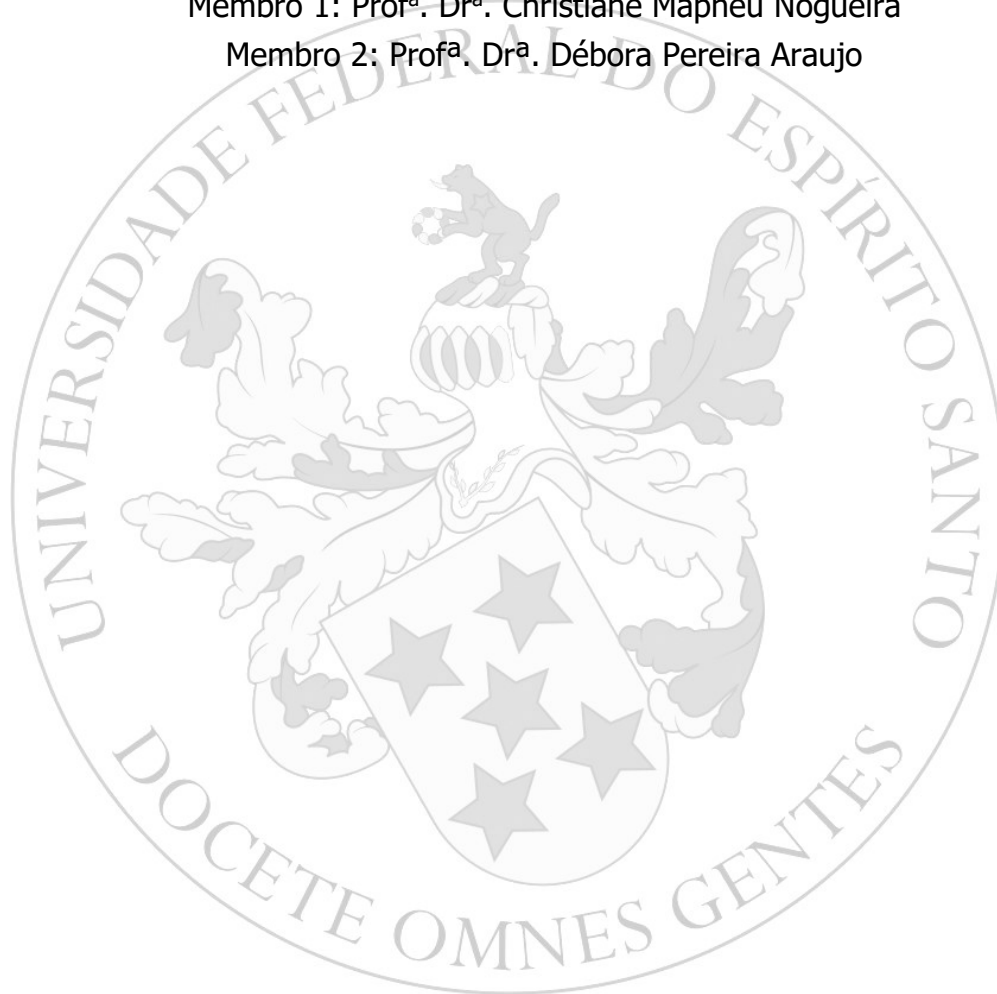 Membro 1: Profª. Drª. Christiane Mapheu Nogueira
Membro 2: Profª. Drª. Débora Pereira Araujo
UNIVERSIDADE FEDERAL DO ESPÍRITO SANTO
DOCETE OMNES GENTES